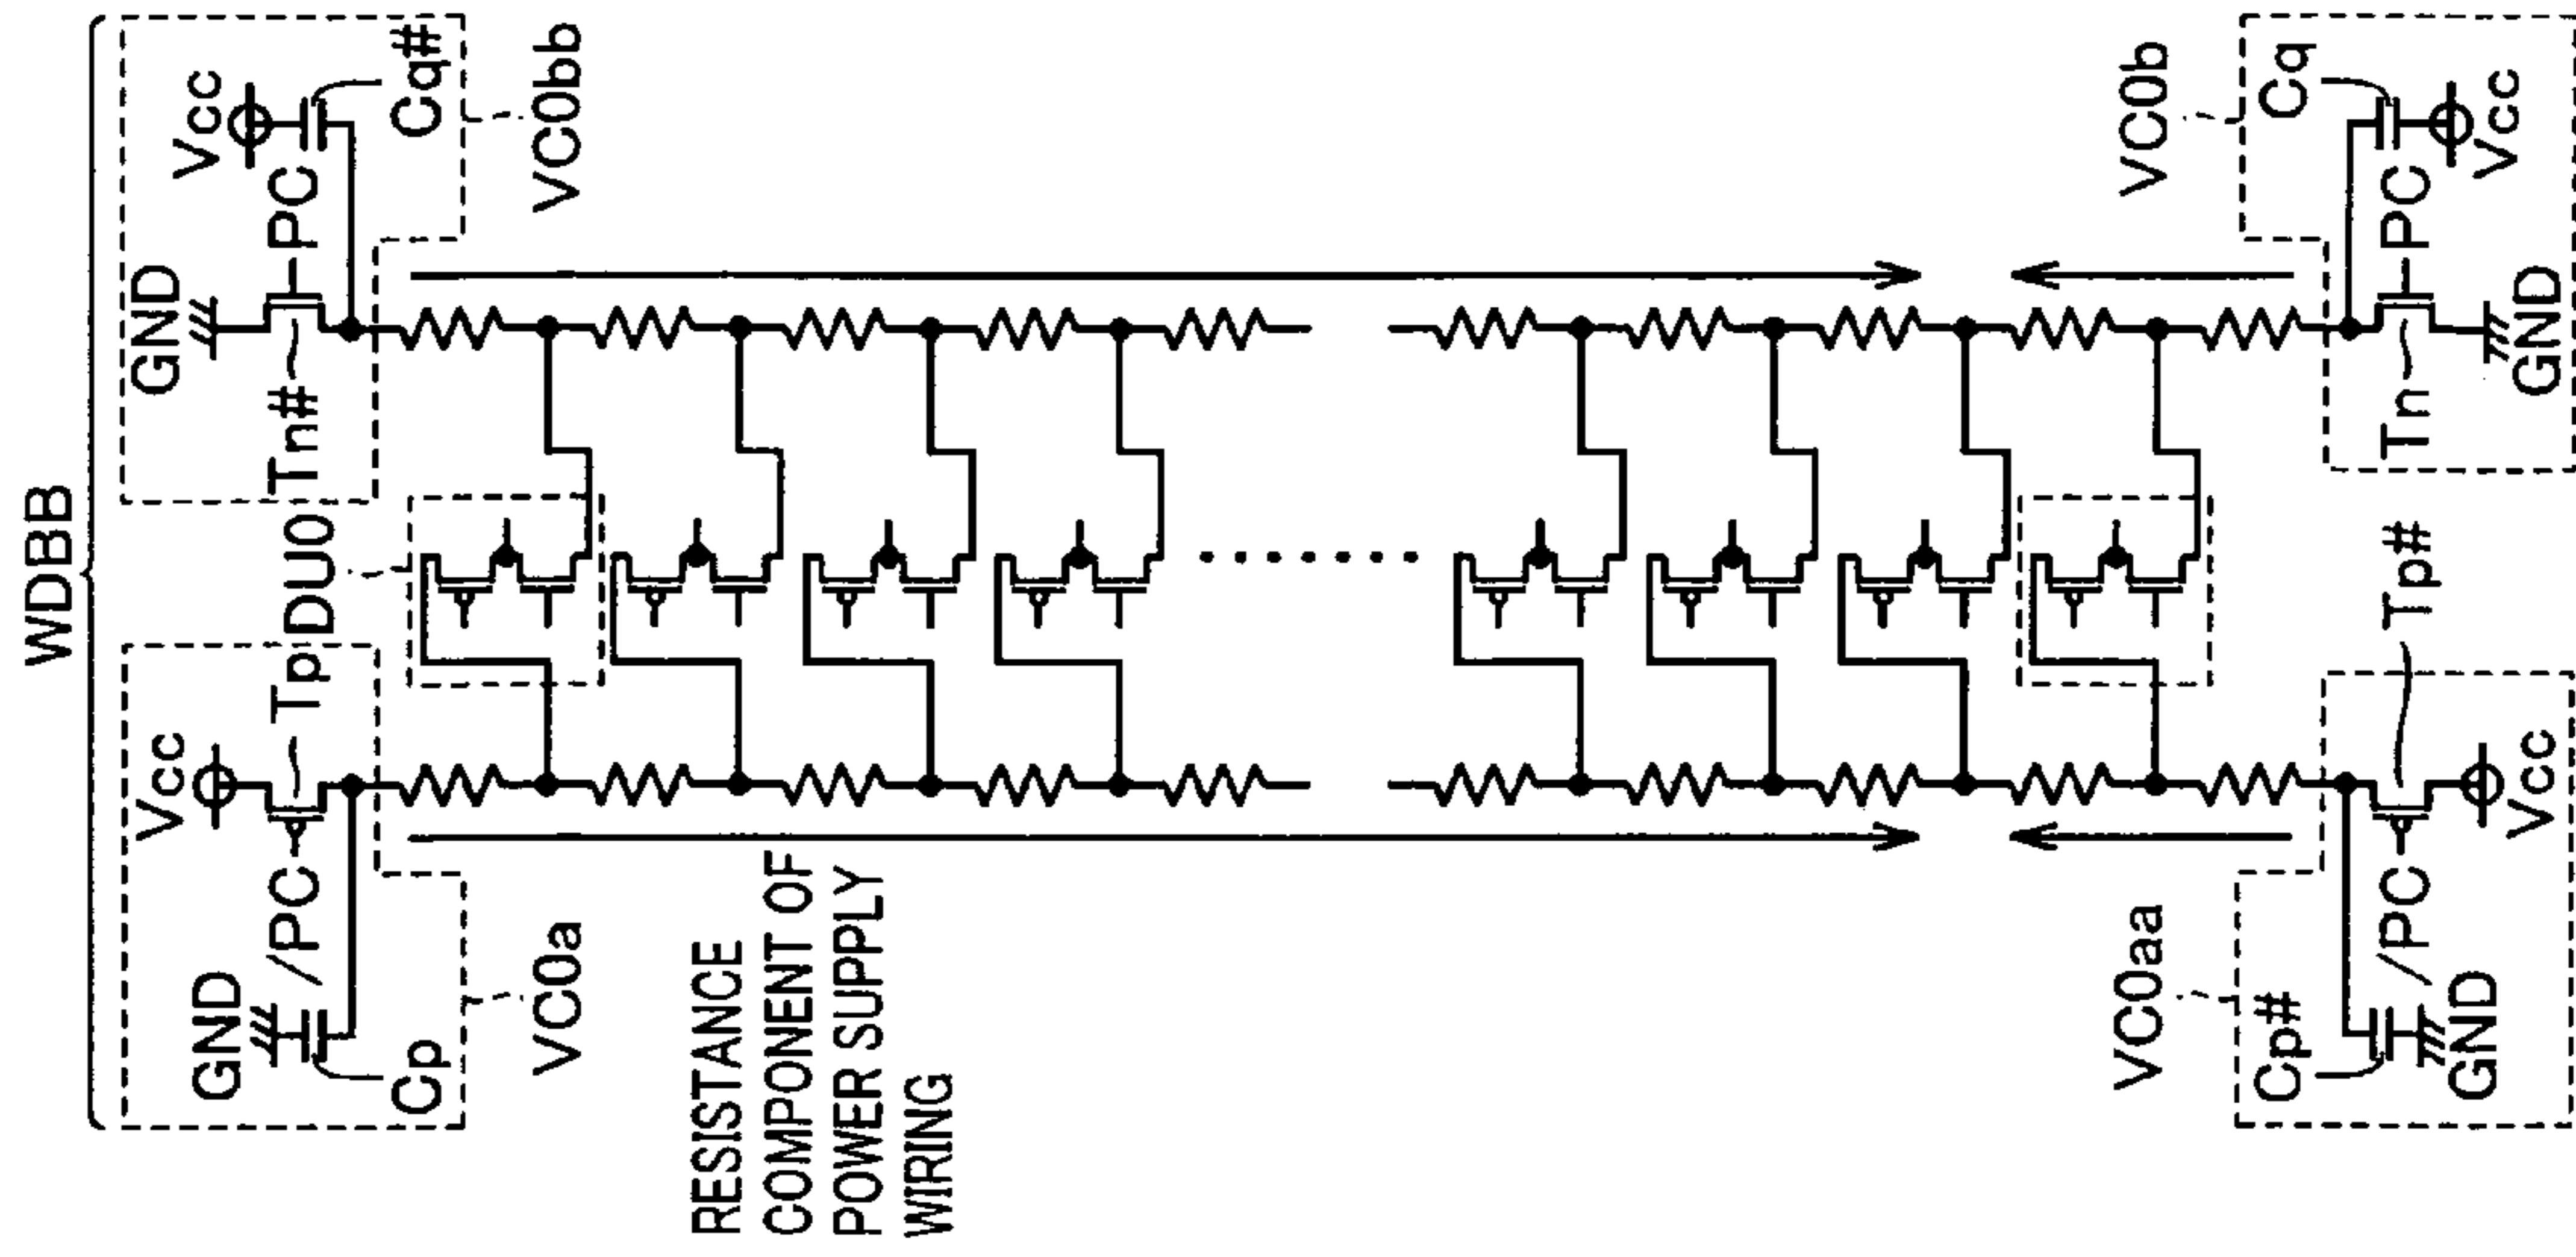 WDBB
Vcc
GND
/PC
Tp
Cp
VC0a
DU0
GND
Vcc
Tn#
PC
Cq#
VC0bb
RESISTANCE
COMPONENT OF
POWER SUPPLY
WIRING
VC0aa
Cp#
/PC
Tp#
GND
Vcc
VC0b
Cq
Tn
PC
Vcc
GND